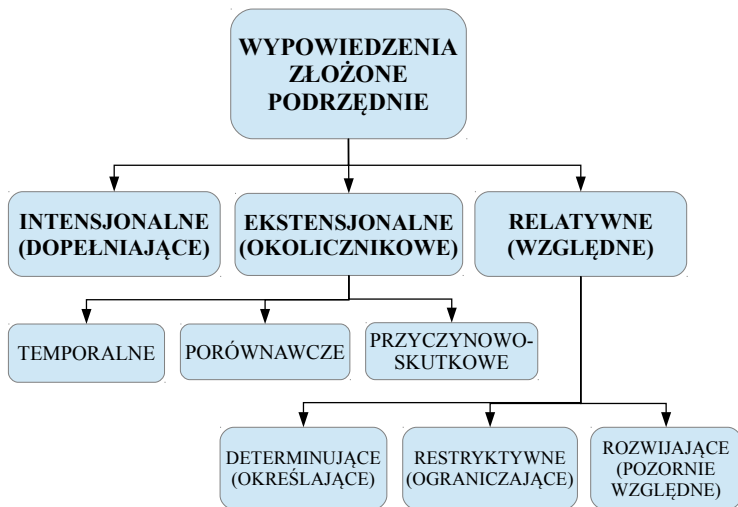 WYPOWIEDZENIA
ZŁOŻONE
PODRZĘDNIE
INTENSJONALNE
(DOPEŁNIAJĄCE)
EKSTENSJONALNE
(OKOLICZNIKOWE)
RELATYWNE
(WZGLĘDNE)
TEMPORALNE
PORÓWNAWCZE
PRZYCZYNOWO-
SKUTKOWE
DETERMINUJĄCE
(OKREŚLAJĄCE)
RESTRYKTYWNE
(OGRANICZAJĄCE)
ROZWIJAJĄCE
(POZORNIE
WZGLĘDNE)